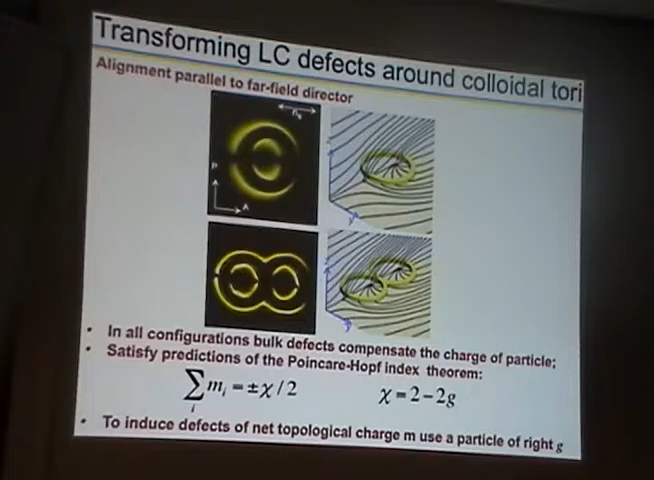 Transforming LC defects around colloidal tori
Alignment parallel to far-field director
n₀
P
A
z
y
z
y
• In all configurations bulk defects compensate the charge of particle;
• Satisfy predictions of the Poincare-Hopf index theorem:
∑ᵢ mᵢ = ±χ/2 χ = 2 − 2g
• To induce defects of net topological charge m use a particle of right g